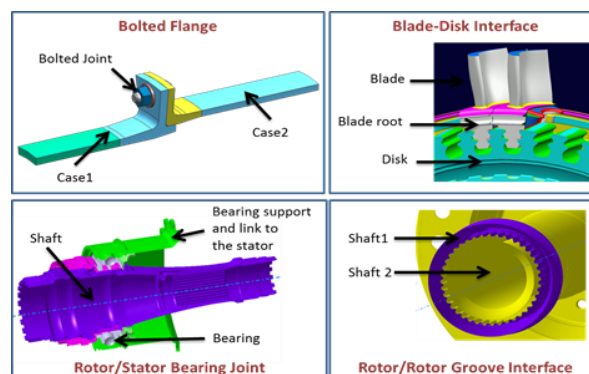 Bolted Flange
Bolted Joint
Case2
Case1
Blade-Disk Interface
Blade
Blade root
Disk
Bearing support
and link to
the stator
Shaft
Bearing
Rotor/Stator Bearing Joint
Shaft1
Shaft 2
Rotor/Rotor Groove Interface